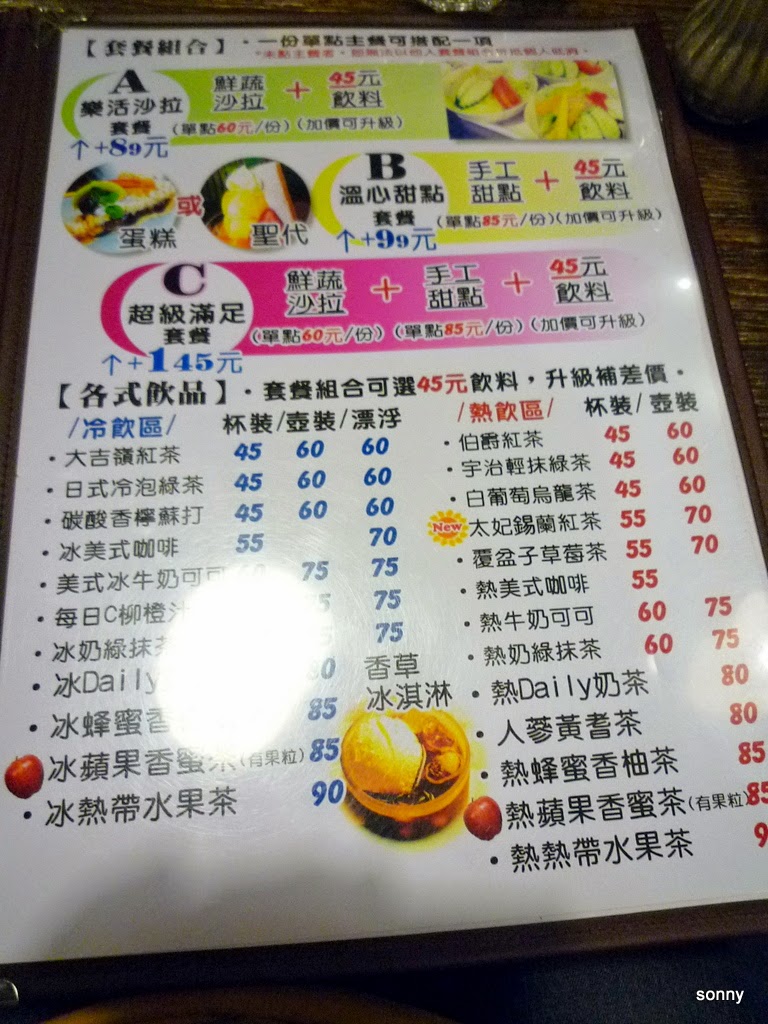 【套餐組合】‧一份單點主餐可搭配一項
A
樂活沙拉
套餐
↑+89元
鮮蔬
沙拉
+
45元
飲料
(單點60元/份)(加價可升級)
蛋糕
或
聖代
B
溫心甜點
套餐
↑+99元
手工
甜點
+
45元
飲料
(單點85元/份)(加價可升級)
C
超級滿足
套餐
↑+145元
鮮蔬
沙拉
+
手工
甜點
+
45元
飲料
(單點60元/份)(單點85元/份)(加價可升級)
【各式飲品】‧套餐組合可選45元飲料，升級補差價‧
/冷飲區/ 杯裝/壺裝/漂浮
‧大吉嶺紅茶 45 60 60
‧日式冷泡綠茶 45 60 60
‧碳酸香檸蘇打 45 60 60
‧冰美式咖啡 55 70
‧美式冰牛奶可可 75 75
‧每日C柳橙汁 75
‧冰奶綠抹茶 75
‧冰Daily
‧冰蜂蜜香 85
冰蘋果香蜜茶(有果粒) 85
‧冰熱帶水果茶 90
香草
冰淇淋
/熱飲區/ 杯裝/壺裝
‧伯爵紅茶 45 60
‧宇治輕抹綠茶 45 60
‧白葡萄烏龍茶 45 60
New 太妃錫蘭紅茶 55 70
‧覆盆子草莓茶 55 70
‧熱美式咖啡 55
‧熱牛奶可可 60 75
‧熱奶綠抹茶 60 75
‧熱Daily奶茶 80
‧人蔘黃耆茶 80
‧熱蜂蜜香柚茶 85
熱蘋果香蜜茶(有果粒) 85
‧熱熱帶水果茶
sonny